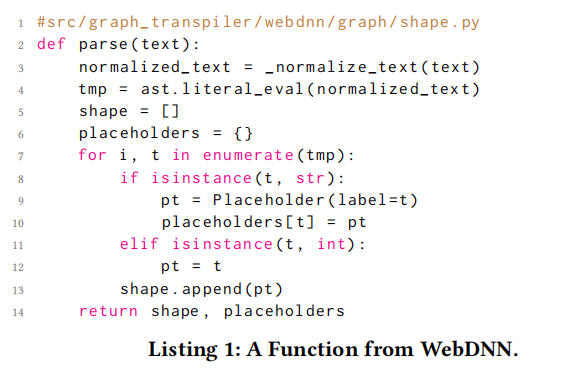 1 #src/graph_transpiler/webdnn/graph/shape.py
2 def parse(text):
3     normalized_text = _normalize_text(text)
4     tmp = ast.literal_eval(normalized_text)
5     shape = []
6     placeholders = {}
7     for i, t in enumerate(tmp):
8         if isinstance(t, str):
9             pt = Placeholder(label=t)
10             placeholders[t] = pt
11         elif isinstance(t, int):
12             pt = t
13         shape.append(pt)
14     return shape, placeholders
Listing 1: A Function from WebDNN.